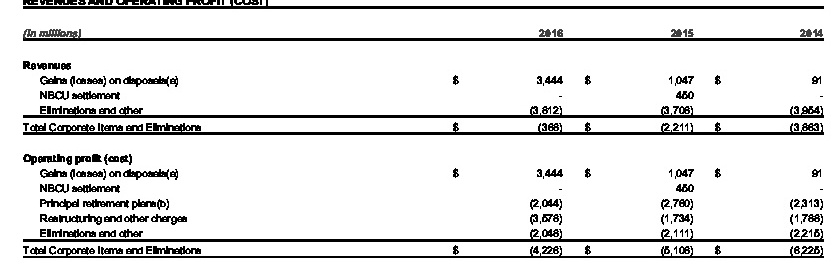 REVENUES AND OPERATING PROFIT (COST)
(In millions) 2016 2015 2014
Revenues
Gains (losses) on disposals(a) $ 3,444 $ 1,047 $ 91
NBCU settlement - 450 -
Eliminations and other (3,812) (3,708) (3,954)
Total Corporate Items and Eliminations $ (368) $ (2,211) $ (3,863)
Operating profit (cost)
Gains (losses) on disposals(a) $ 3,444 $ 1,047 $ 91
NBCU settlement - 450 -
Principal retirement plans(b) (2,044) (2,760) (2,313)
Restructuring and other charges (3,578) (1,734) (1,788)
Eliminations and other (2,048) (2,111) (2,215)
Total Corporate Items and Eliminations $ (4,226) $ (5,108) $ (6,225)